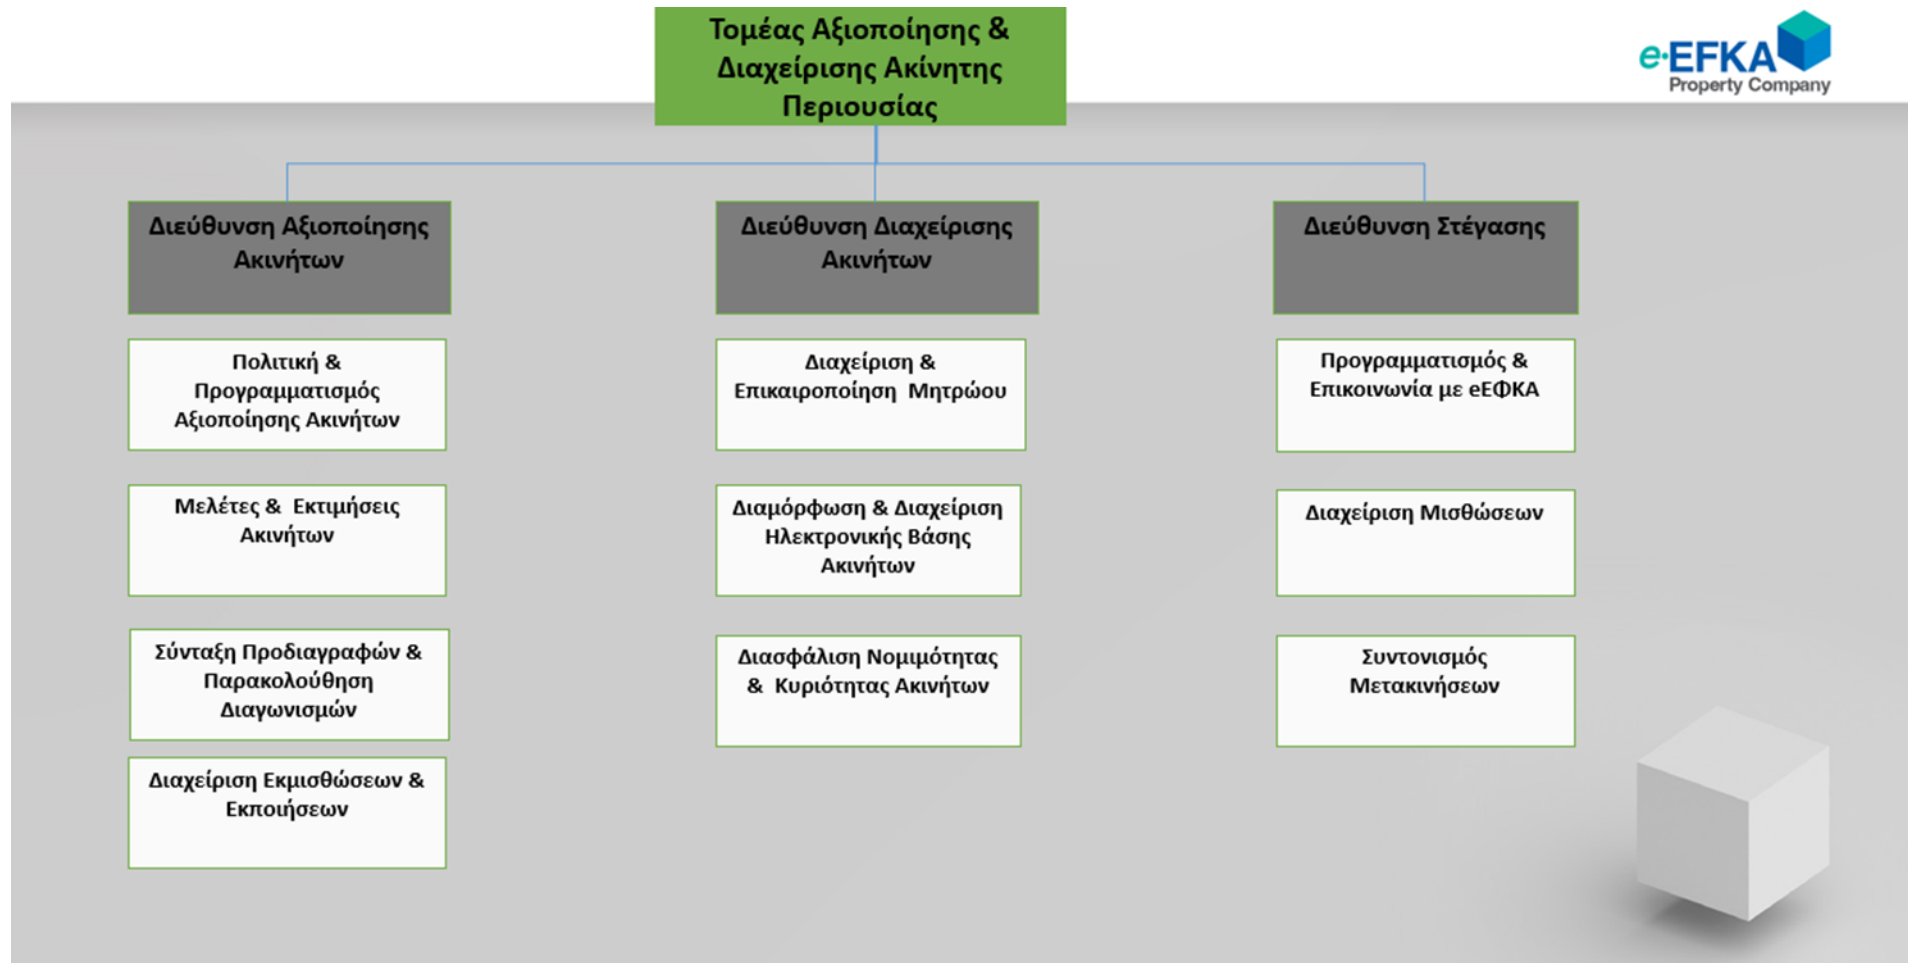 Τομέας Αξιοποίησης &
Διαχείρισης Ακίνητης
Περιουσίας
e-EFKA
Property Company
Διεύθυνση Αξιοποίησης
Ακινήτων
Πολιτική &
Προγραμματισμός
Αξιοποίησης Ακινήτων
Μελέτες & Εκτιμήσεις
Ακινήτων
Σύνταξη Προδιαγραφών &
Παρακολούθηση
Διαγωνισμών
Διαχείριση Εκμισθώσεων &
Εκποιήσεων
Διεύθυνση Διαχείρισης
Ακινήτων
Διαχείριση &
Επικαιροποίηση Μητρώου
Διαμόρφωση & Διαχείριση
Ηλεκτρονικής Βάσης
Ακινήτων
Διασφάλιση Νομιμότητας
& Κυριότητας Ακινήτων
Διεύθυνση Στέγασης
Προγραμματισμός &
Επικοινωνία με eΕΦΚΑ
Διαχείριση Μισθώσεων
Συντονισμός
Μετακινήσεων